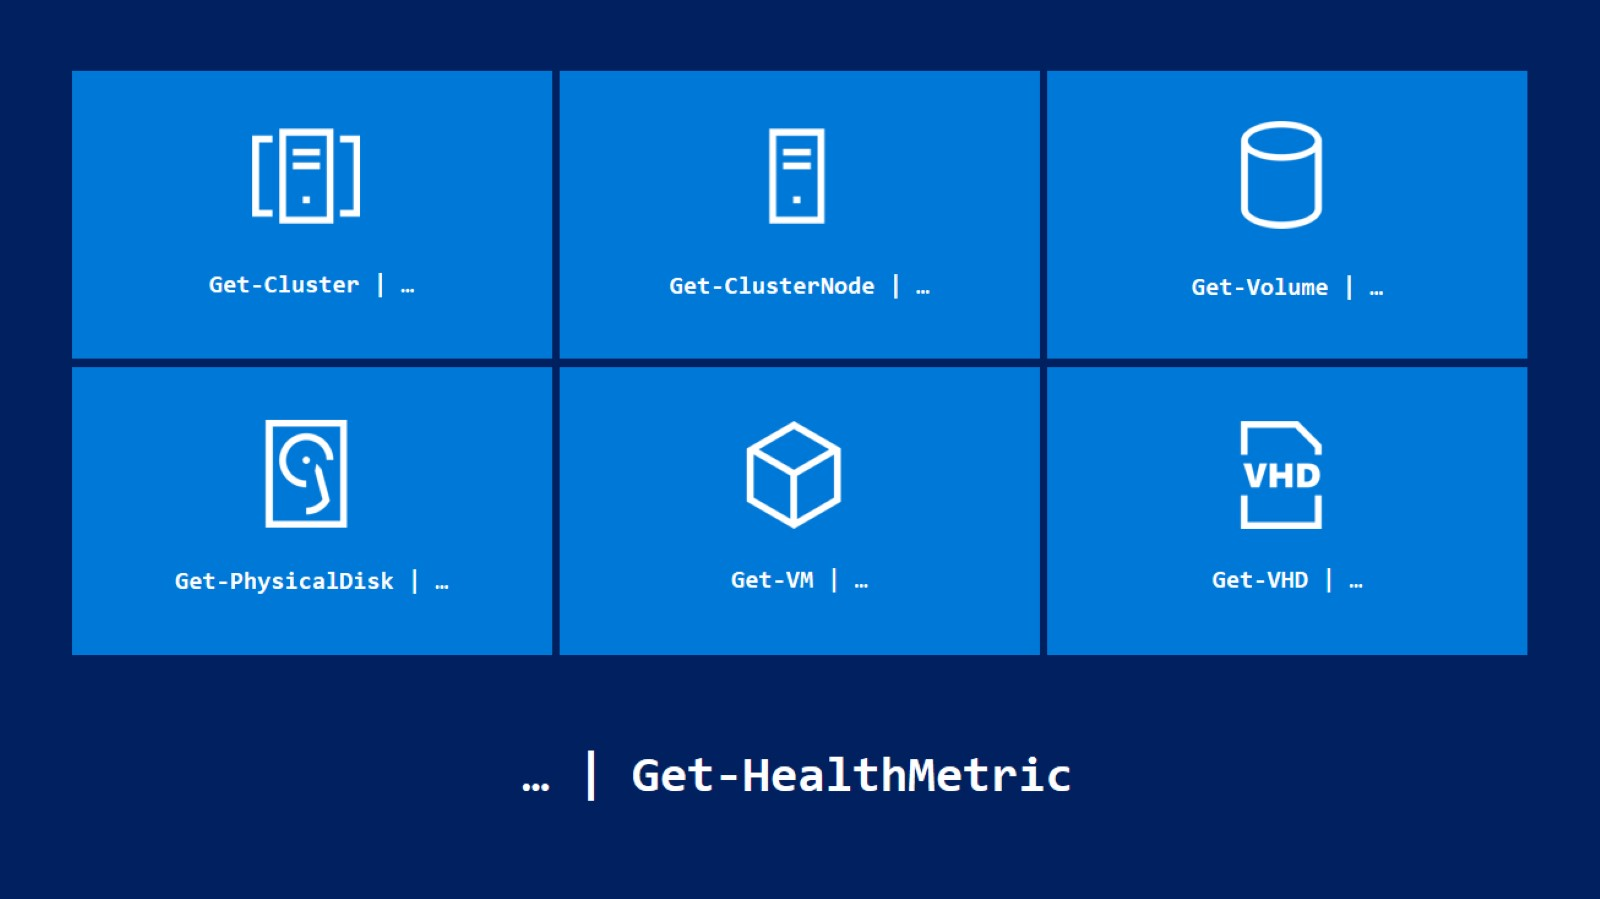 Get-Cluster | …
Get-ClusterNode | …
Get-Volume | …
VHD
Get-PhysicalDisk | …
Get-VM | …
Get-VHD | …
… | Get-HealthMetric